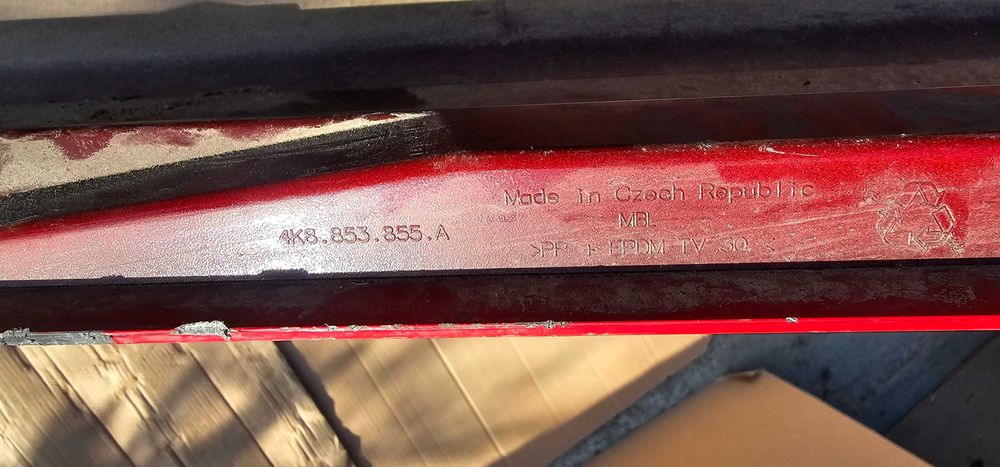 4K8.853.855.A
Made in Czech Republic
MBL
>PP + EPDM TV 30 <